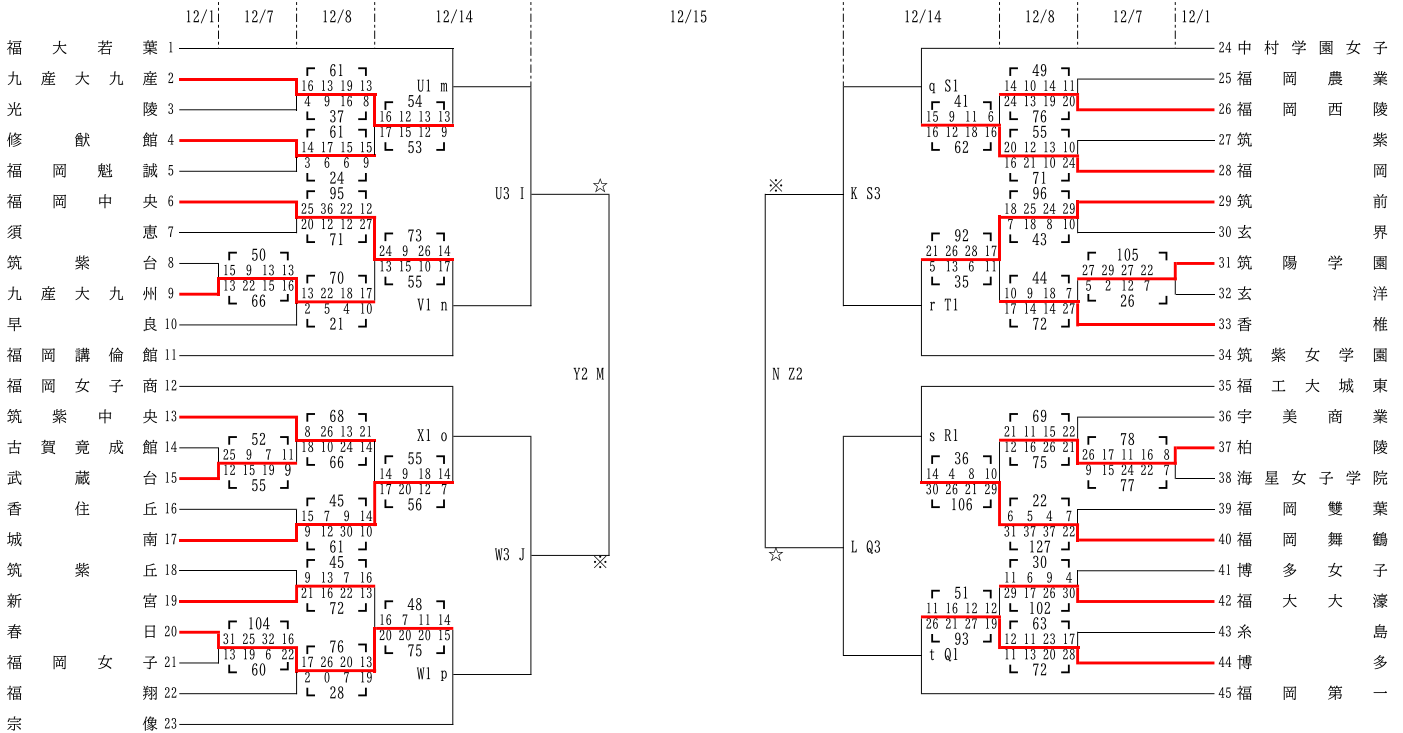 12/1 12/7 12/8 12/14 12/15 12/14 12/8 12/7 12/1
福大若葉 1
九産大九産 2
光陵 3
修猷館 4
福岡魁誠 5
福岡中央 6
須恵 7
筑紫台 8
九産大九州 9
早良 10
福岡講倫館 11
福岡女子商 12
筑紫中央 13
古賀竟成館 14
武蔵台 15
香住丘 16
城南 17
筑紫丘 18
新宮 19
春日 20
福岡女子 21
福翔 22
宗像 23
50
15 9 13 13
13 22 15 16
66
52
25 9 7 11
12 15 19 9
55
104
31 25 32 16
13 19 6 22
60
61
16 13 19 13
4 9 16 8
37
61
14 17 15 15
3 6 6 9
24
95
25 36 22 12
20 12 12 27
71
70
13 22 18 17
2 5 4 10
21
68
8 26 13 21
18 10 24 14
66
45
15 7 9 14
9 12 30 10
61
45
9 13 7 16
21 16 22 13
72
76
17 26 20 13
2 0 7 19
28
U1 m
54
16 12 13 13
17 15 12 9
53
73
24 9 26 14
13 15 10 17
55
V1 n
X1 o
55
14 9 18 14
17 20 12 7
56
48
16 7 11 14
20 20 20 15
75
W1 p
U3 I
W3 J
☆
※
Y2 M
N Z2
※
☆
K S3
L Q3
q S1
41
15 9 11 6
16 12 18 16
62
92
21 26 28 17
5 13 6 11
35
r T1
s R1
36
14 4 8 10
30 26 21 29
106
51
11 16 12 12
26 21 27 19
93
t Q1
49
14 10 14 11
24 13 19 20
76
55
20 12 13 10
16 21 10 24
71
96
18 25 24 29
7 18 8 10
43
44
10 9 18 7
17 14 14 27
72
69
21 11 15 22
12 16 26 21
75
22
6 5 4 7
31 37 37 22
127
30
11 6 9 4
29 17 26 30
102
63
12 11 23 17
11 13 20 28
72
105
27 29 27 22
5 2 12 7
26
78
26 17 11 16 8
9 15 24 22 7
77
24 中村学園女子
25 福岡農業
26 福岡西陵
27 筑紫
28 福岡
29 筑前
30 玄界
31 筑陽学園
32 玄洋
33 香椎
34 筑紫女学園
35 福工大城東
36 宇美商業
37 柏陵
38 海星女子学院
39 福岡雙葉
40 福岡舞鶴
41 博多女子
42 福大大濠
43 糸島
44 博多
45 福岡第一